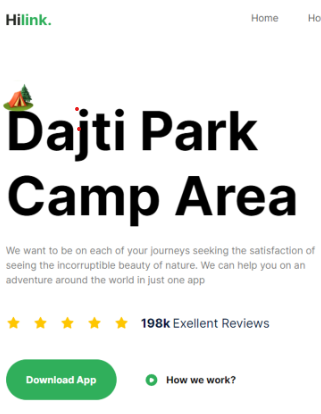 Hilink.
Home
Ho
Dajti Park
Camp Area
We want to be on each of your journeys seeking the satisfaction of
seeing the incorruptible beauty of nature. We can help you on an
adventure around the world in just one app
198k Exellent Reviews
Download App
How we work?